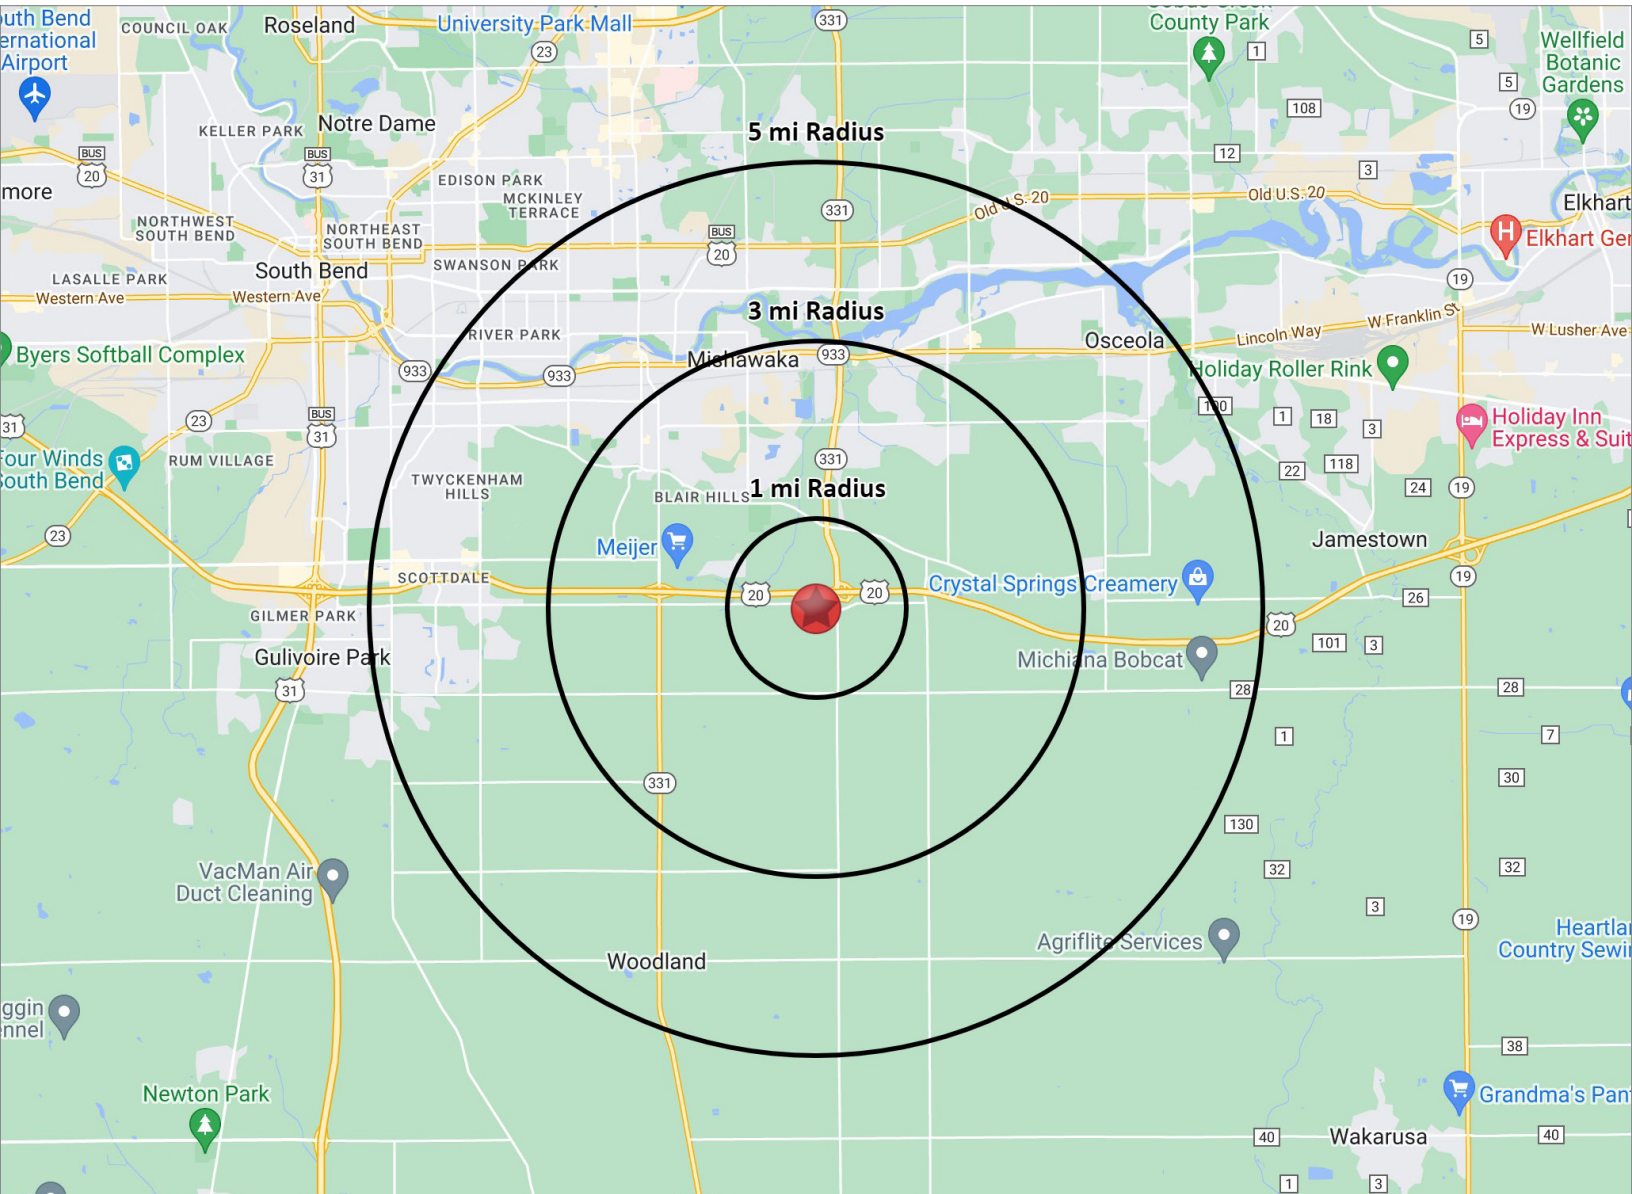 COUNCIL OAK
Roseland
University Park Mall
331
County Park
1
5
Wellfield
Botanic
Gardens
outh Bend
ernational
Airport
23
5
19
108
KELLER PARK
Notre Dame
5 mi Radius
12
3
BUS
20
BUS
31
more
EDISON PARK
MCKINLEY
TERRACE
331
Old U.S. 20
Old U.S. 20
Elkhart
NORTHWEST
SOUTH BEND
NORTHEAST
SOUTH BEND
BUS
20
H
Elkhart Ger
South Bend
SWANSON PARK
LASALLE PARK
Western Ave
Western Ave
19
3 mi Radius
RIVER PARK
Lincoln Way
W Franklin St
W Lusher Ave
Byers Softball Complex
Mishawaka
933
Osceola
933
933
Holiday Roller Rink
100
1
18
3
Holiday Inn
Express & Suit
31
23
BUS
31
Four Winds
South Bend
RUM VILLAGE
331
22
118
TWYCKENHAM
HILLS
BLAIR HILLS
1 mi Radius
24
19
23
Meijer
Jamestown
SCOTTDALE
Crystal Springs Creamery
19
20
20
26
GILMER PARK
20
Gulivoire Park
Michiana Bobcat
101
3
31
28
28
1
7
331
30
130
VacMan Air
Duct Cleaning
32
32
3
19
Agriflite Services
Heartlan
Country Sewi
Woodland
ggin
ennel
38
Newton Park
Grandma's Pan
40
Wakarusa
40
1
3